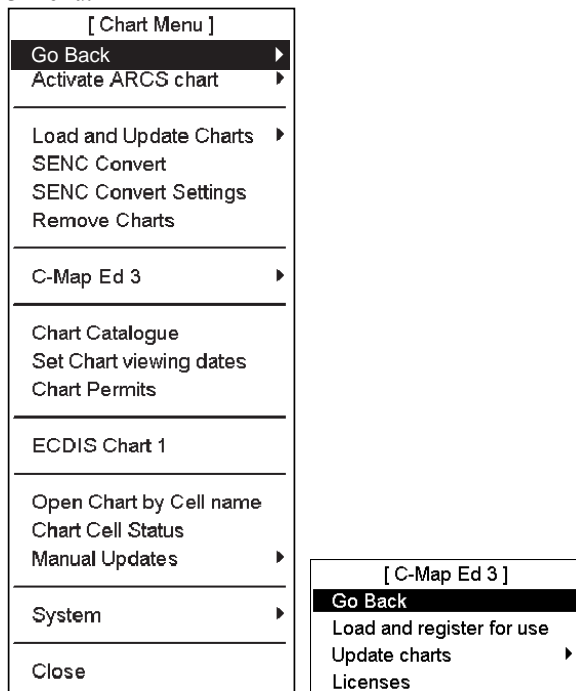 [ Chart Menu ]
Go Back
Activate ARCS chart
Load and Update Charts
SENC Convert
SENC Convert Settings
Remove Charts
C-Map Ed 3
Chart Catalogue
Set Chart viewing dates
Chart Permits
ECDIS Chart 1
Open Chart by Cell name
Chart Cell Status
Manual Updates
System
Close
[ C-Map Ed 3 ]
Go Back
Load and register for use
Update charts
Licenses